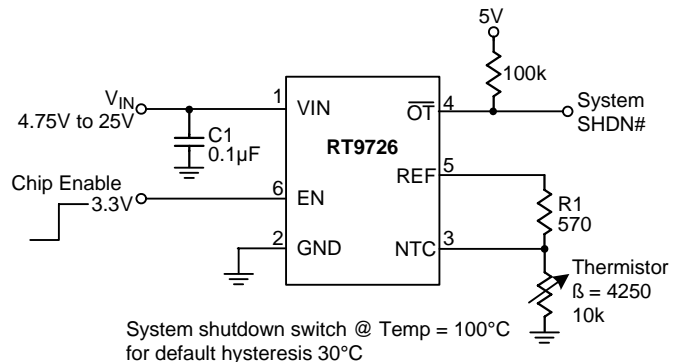 5V
100k
VIN
4.75V to 25V
1
VIN
C1
0.1µF
OT
4
System
SHDN#
RT9726
REF
5
Chip Enable
3.3V
6
EN
R1
570
2
GND
NTC
3
Thermistor
ß = 4250
10k
System shutdown switch @ Temp = 100°C
for default hysteresis 30°C